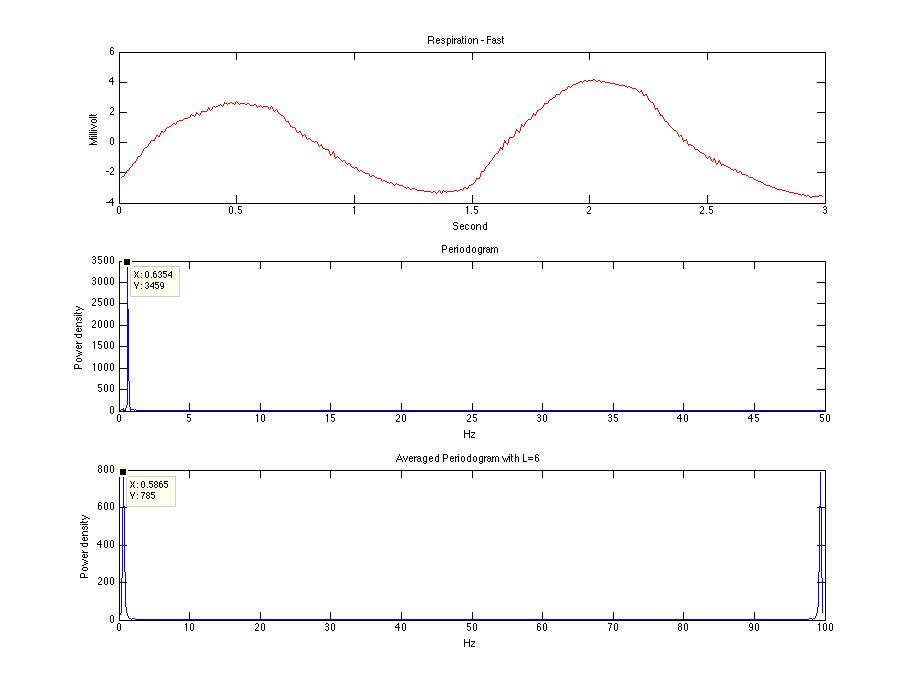 Respiration - Fast
6
4
2
0
-2
-4
Millivolt
0 0.5 1 1.5 2 2.5 3
Second
Periodogram
3500
3000
2500
2000
1500
1000
500
0
Power density
X: 0.6354
Y: 3459
0 5 10 15 20 25 30 35 40 45 50
Hz
Averaged Periodogram with L=6
800
600
400
200
0
Power density
X: 0.5865
Y: 785
0 10 20 30 40 50 60 70 80 90 100
Hz